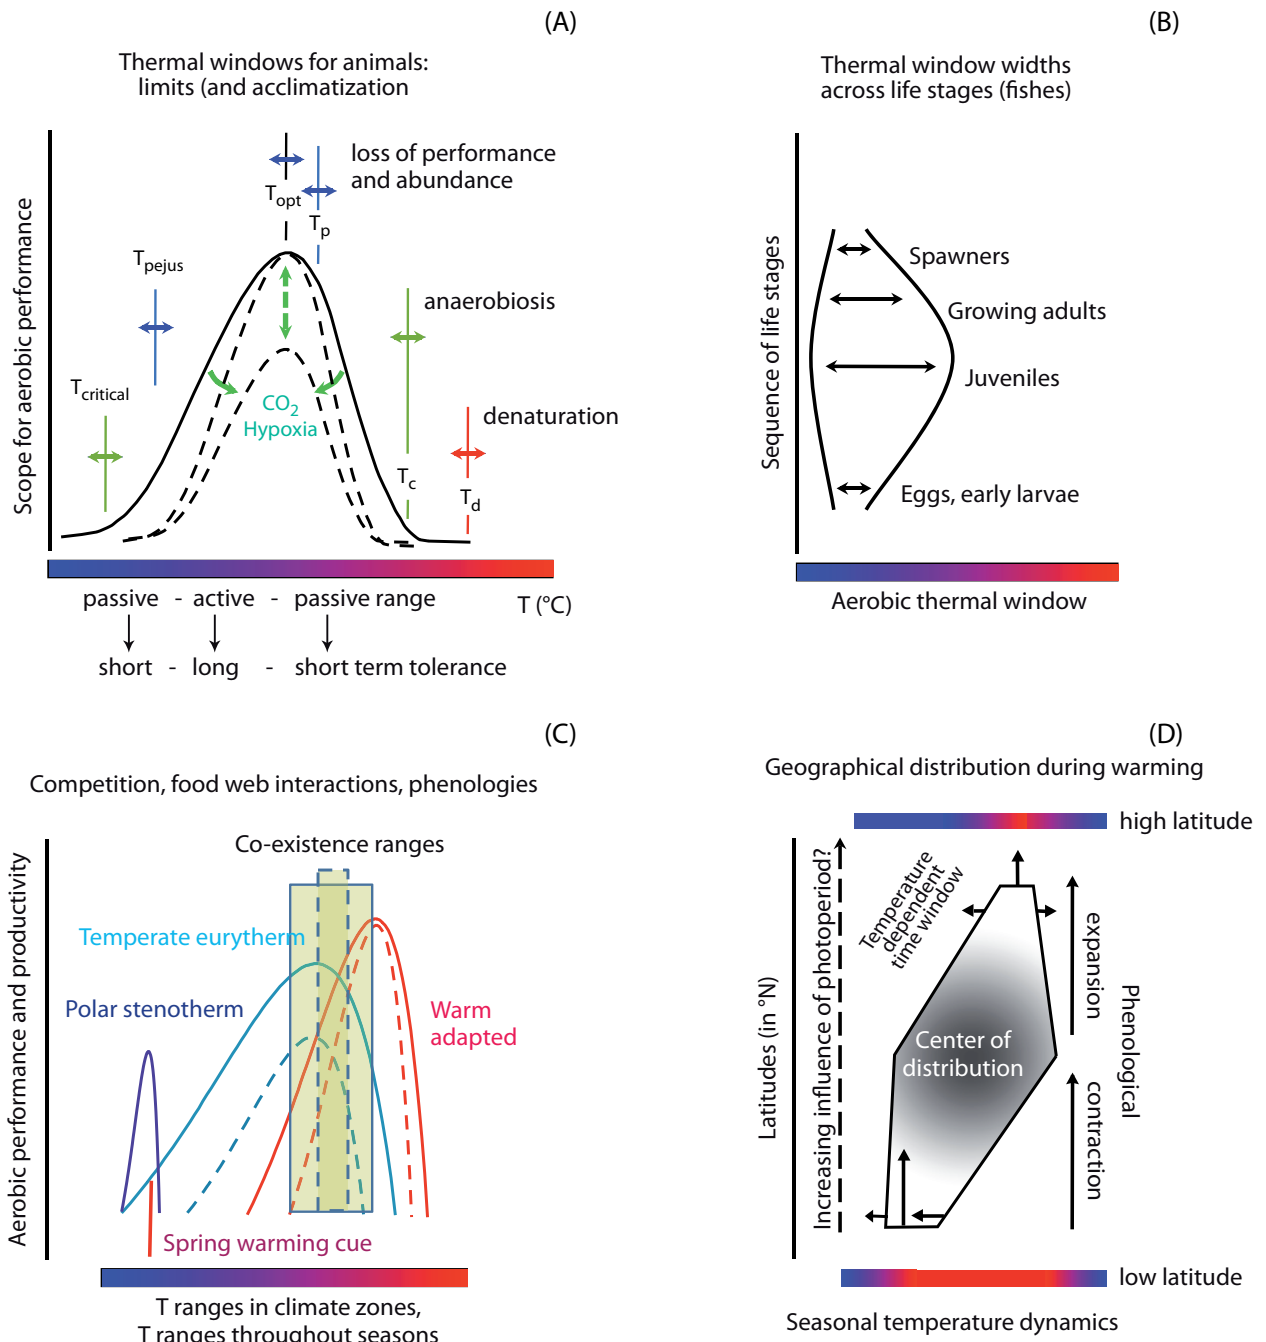 (A)
Thermal windows for animals:
limits (and acclimatization
Scope for aerobic performance
loss of performance
and abundance
Topt
Tp
Tpejus
anaerobiosis
Tcritical
CO2
Hypoxia
denaturation
Tc
Td
passive - active - passive range
T (°C)
short - long - short term tolerance
(B)
Thermal window widths
across life stages (fishes)
Sequence of life stages
Spawners
Growing adults
Juveniles
Eggs, early larvae
Aerobic thermal window
(C)
Competition, food web interactions, phenologies
Aerobic performance and productivity
Co-existence ranges
Temperate eurytherm
Polar stenotherm
Warm
adapted
Spring warming cue
T ranges in climate zones,
T ranges throughout seasons
(D)
Geographical distribution during warming
high latitude
Latitudes (in °N)
Increasing influence of photoperiod?
Temperature
dependent
time window
expansion
Phenological
contraction
Center of
distribution
low latitude
Seasonal temperature dynamics